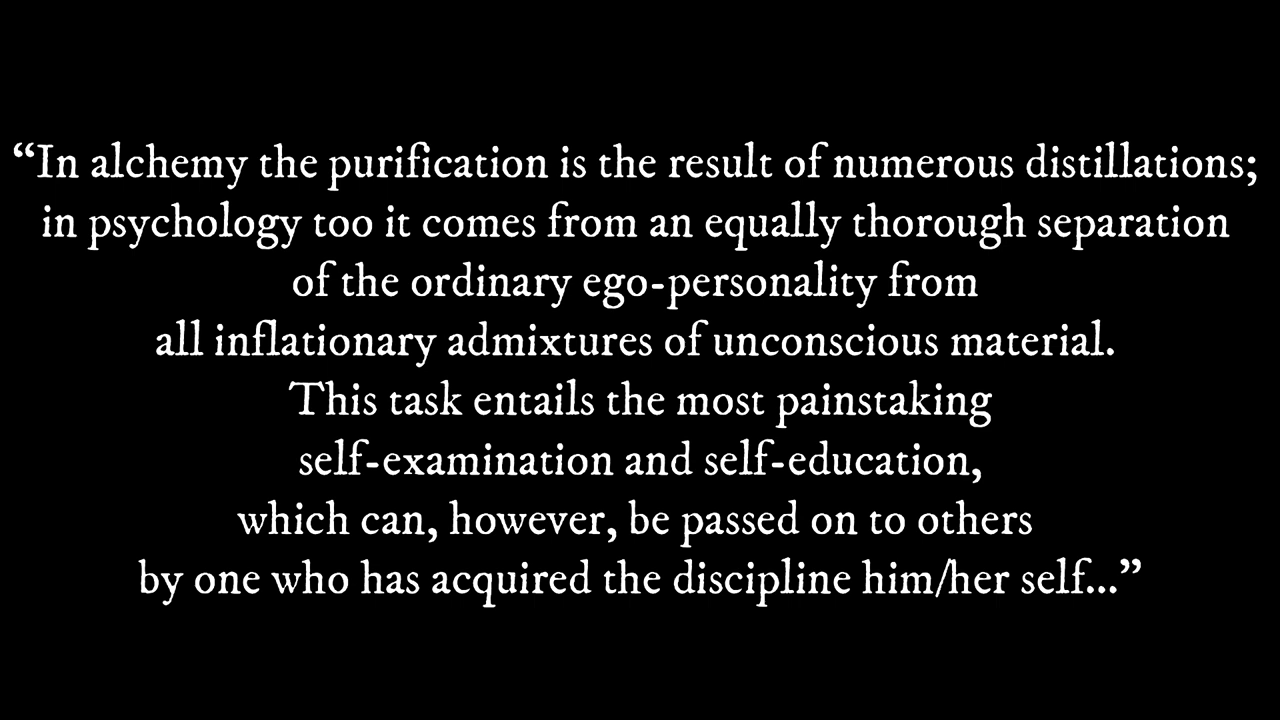 “In alchemy the purification is the result of numerous distillations;
in psychology too it comes from an equally thorough separation
of the ordinary ego-personality from
all inflationary admixtures of unconscious material.
This task entails the most painstaking
self-examination and self-education,
which can, however, be passed on to others
by one who has acquired the discipline him/her self...”